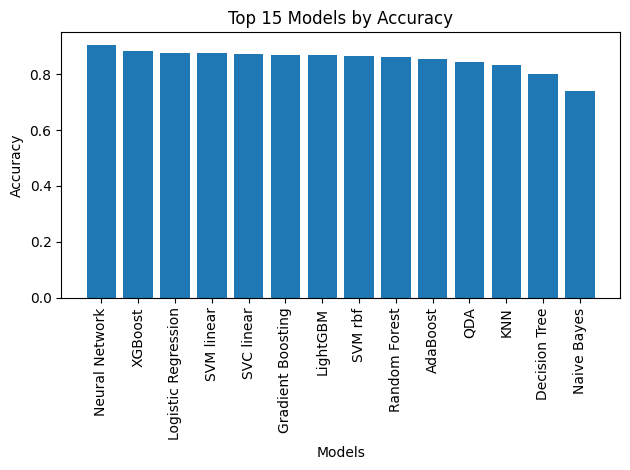 Top 15 Models by Accuracy
Accuracy
0.8
0.6
0.4
0.2
0.0
Neural Network
XGBoost
Logistic Regression
SVM linear
SVC linear
Gradient Boosting
LightGBM
SVM rbf
Random Forest
AdaBoost
QDA
KNN
Decision Tree
Naive Bayes
Models